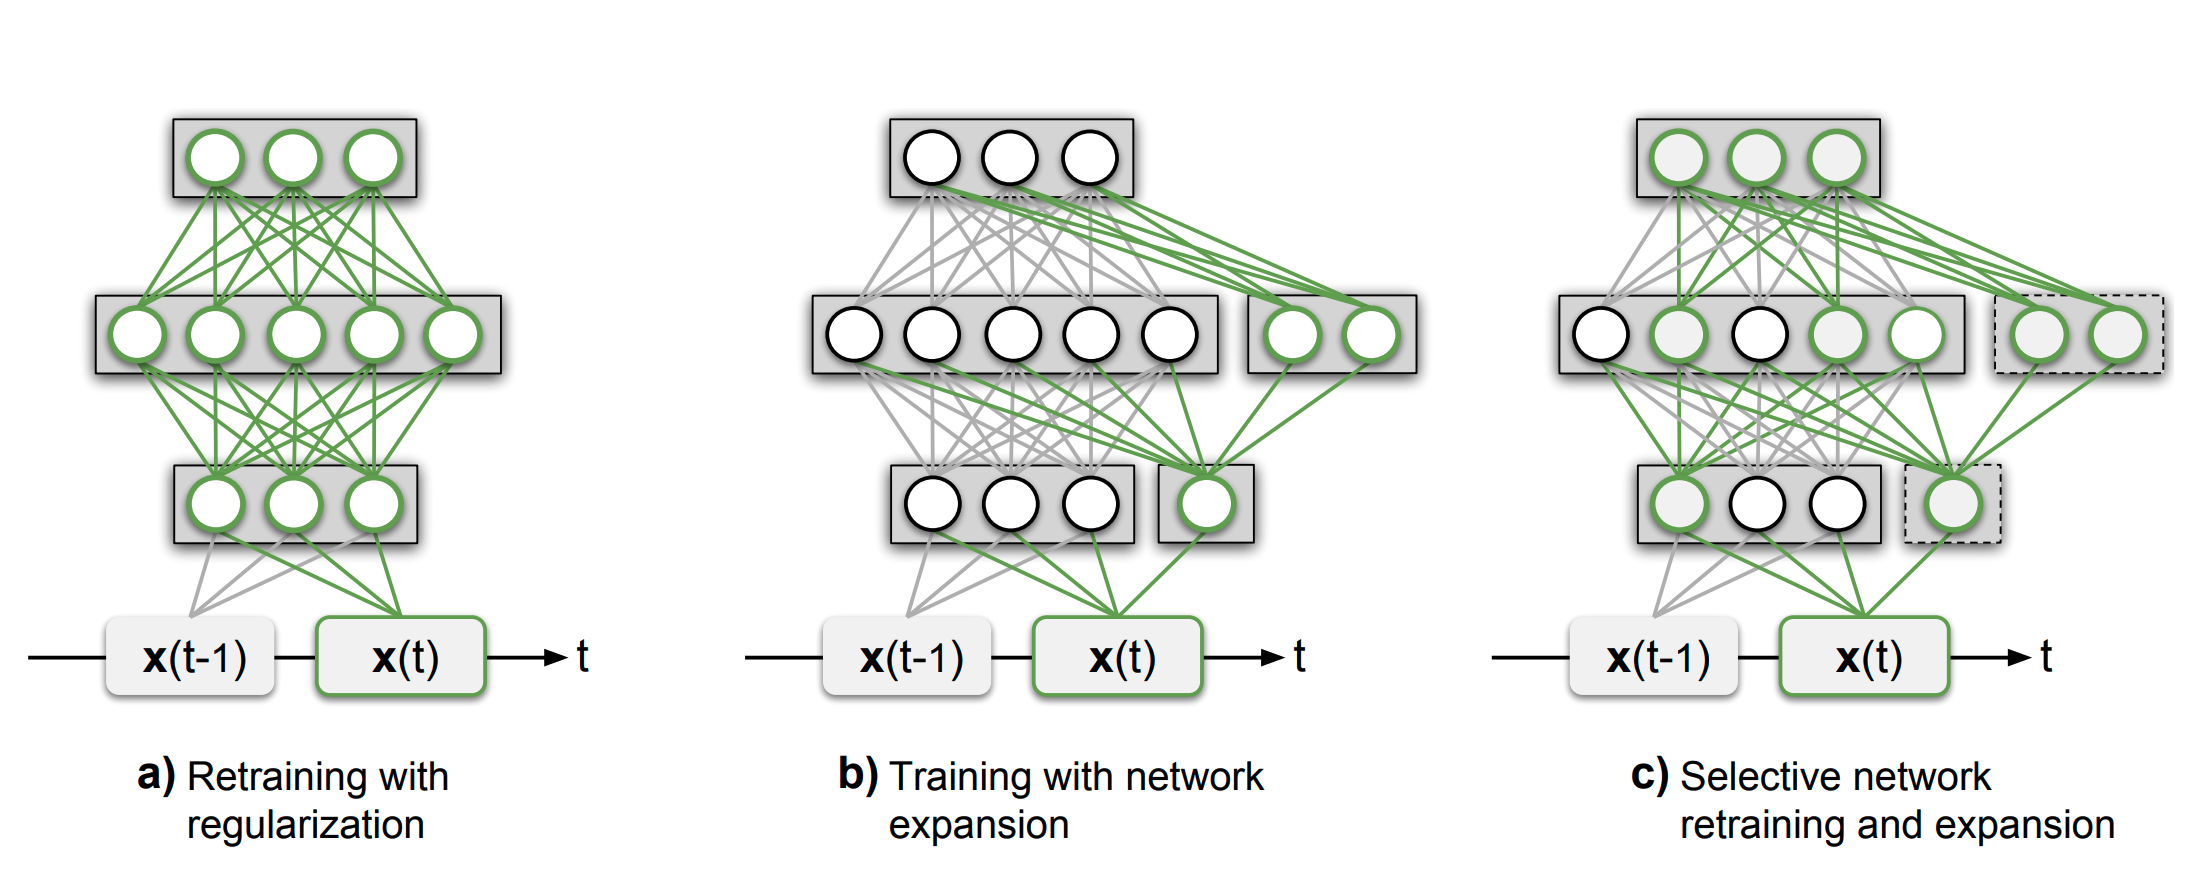 x(t-1) x(t) t
x(t-1) x(t) t
x(t-1) x(t) t
a) Retraining with
regularization
b) Training with network
expansion
c) Selective network
retraining and expansion